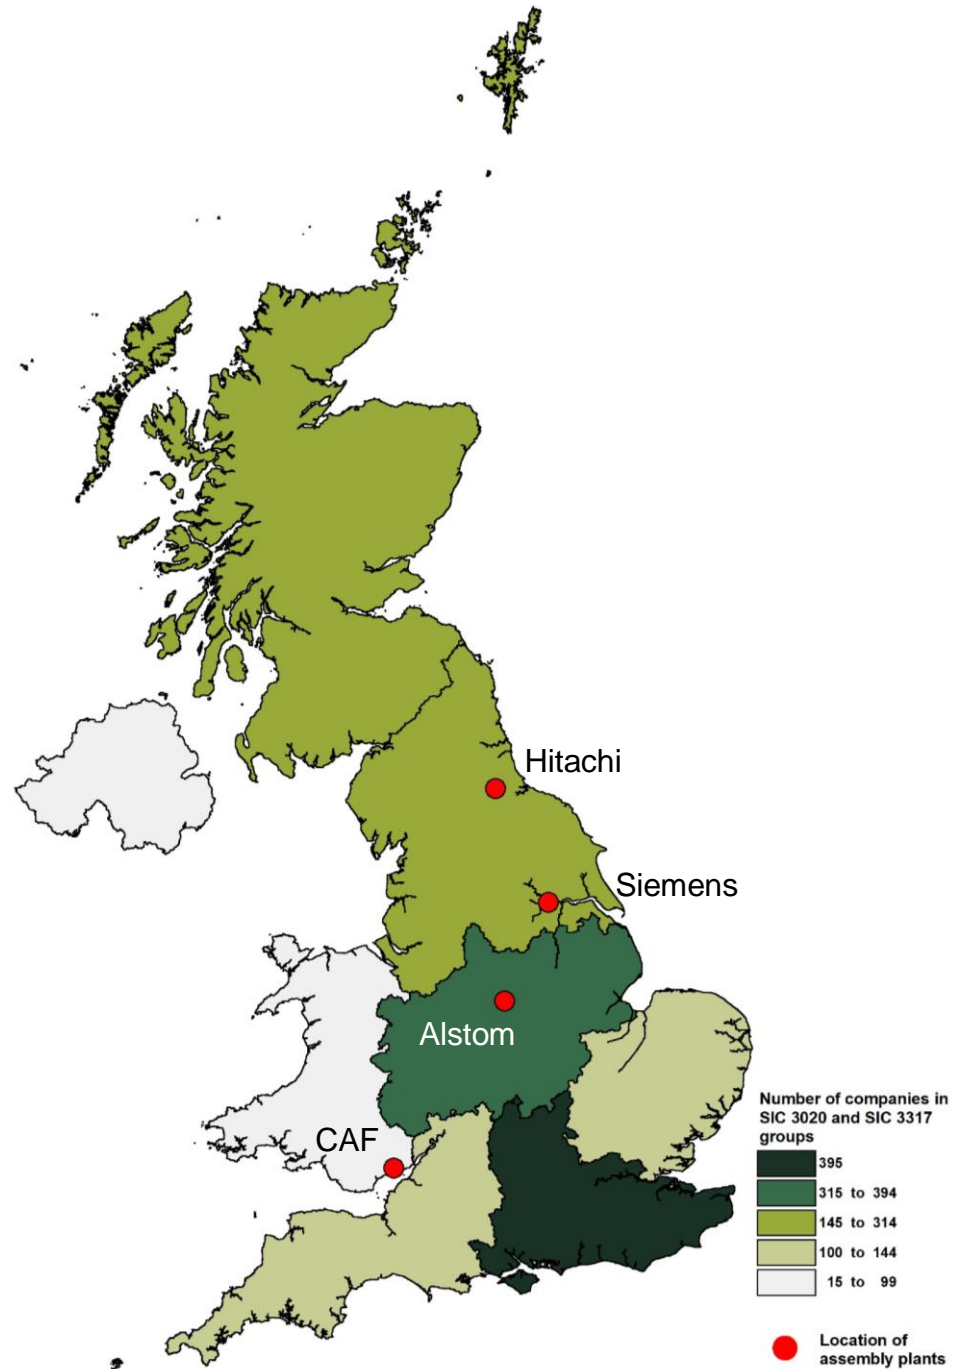 Hitachi
Siemens
Alstom
CAF
Number of companies in
SIC 3020 and SIC 3317
groups
395
315 to 394
145 to 314
100 to 144
15 to 99
Location of
assembly plants